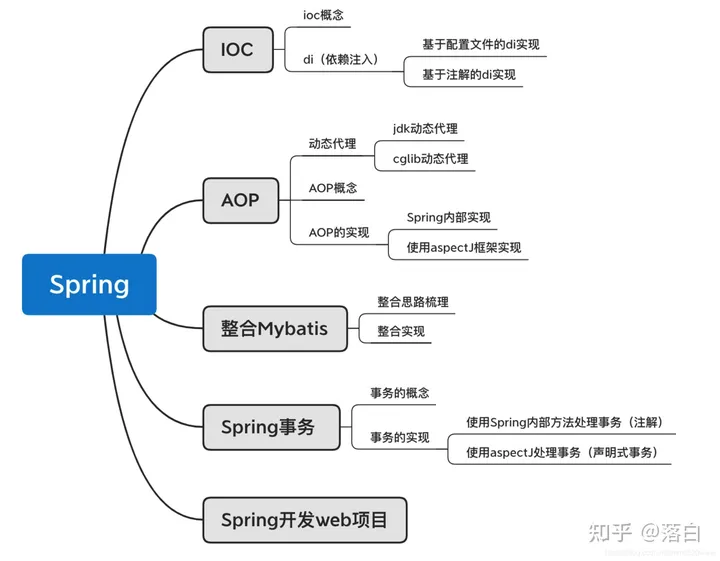 Spring
IOC
ioc概念
di（依赖注入）
基于配置文件的di实现
基于注解的di实现
AOP
动态代理
jdk动态代理
cglib动态代理
AOP概念
AOP的实现
Spring内部实现
使用aspectJ框架实现
整合Mybatis
整合思路梳理
整合实现
Spring事务
事务的概念
事务的实现
使用Spring内部方法处理事务（注解）
使用aspectJ处理事务（声明式事务）
Spring开发web项目
知乎 @落白